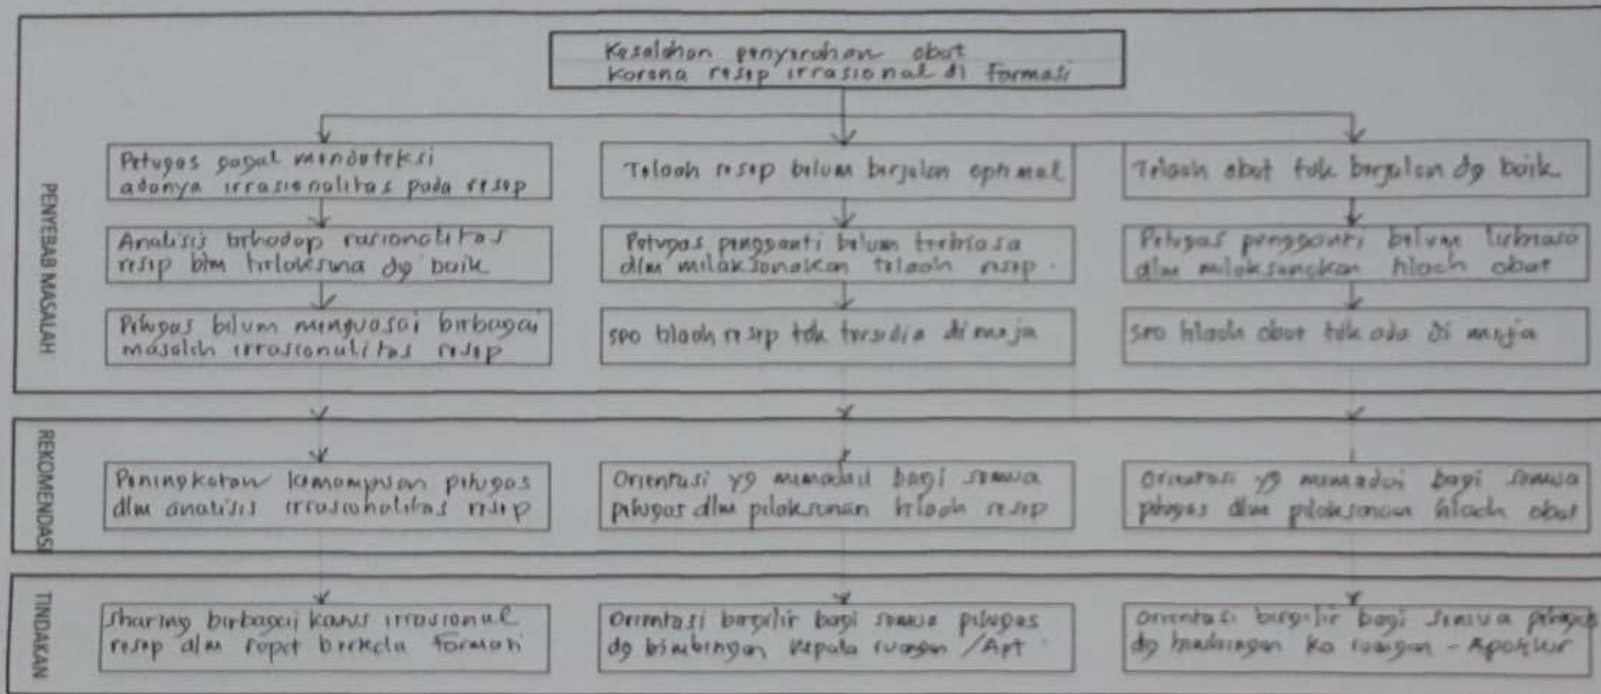 PENYEBAB MASALAH
Kesalahan penyerahan obat
karena resep irrasional di Farmasi
Petugas gagal mendeteksi
adanya irrasionalitas pada resep
Telaah resep belum berjalan optimal
Telaah obat tak berjalan dg baik
Analisis terhadap rasionalitas
resep blm terlaksana dg baik
Petugas pengganti belum terbiasa
dlm melaksanakan telaah resep.
Petugas pengganti belum terbiasa
dlm melaksanakan telaah obat
Petugas belum menguasai berbagai
masalah irrasionalitas resep
SPO telaah resep tak tersedia di meja
SPO telaah obat tdk ada di meja
REKOMENDASI
Peningkatan kemampuan petugas
dlm analisis irrasionalitas resep
Orientasi yg memadai bagi semua
petugas dlm pelaksanaan telaah resep
Orientasi yg memadai bagi semua
petugas dlm pelaksanaan telaah obat
TINDAKAN
Sharing berbagai kasus irrasional
resep dlm rapat berkala farmasi
Orientasi bergilir bagi semua petugas
dg bimbingan kepala ruangan /Apt
Orientasi bergilir bagi semua petugas
dg bimbingan ka ruangan - Apoteker